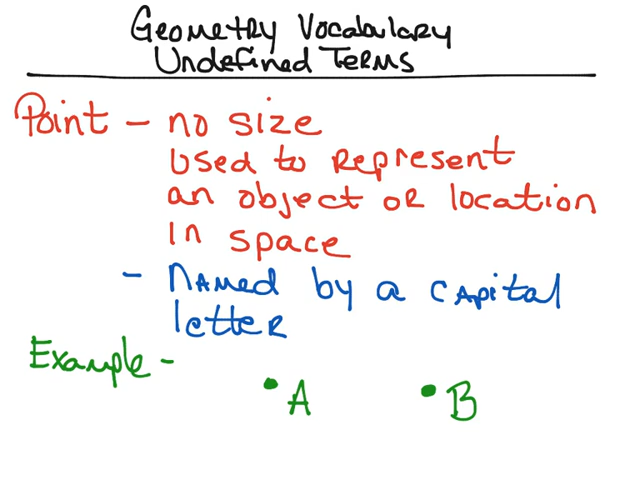 Geometry Vocabulary
Undefined Terms
Point - no size
used to represent
an object or location
in space
- named by a capital
letter
Example -
A B